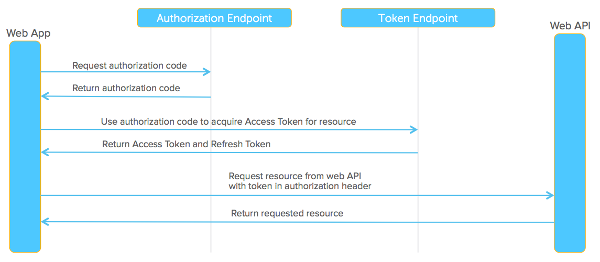 Authorization Endpoint
Token Endpoint
Web App
Web API
Request authorization code
Return authorization code
Use authorization code to acquire Access Token for resource
Return Access Token and Refresh Token
Request resource from web API
with token in authorization header
Return requested resource